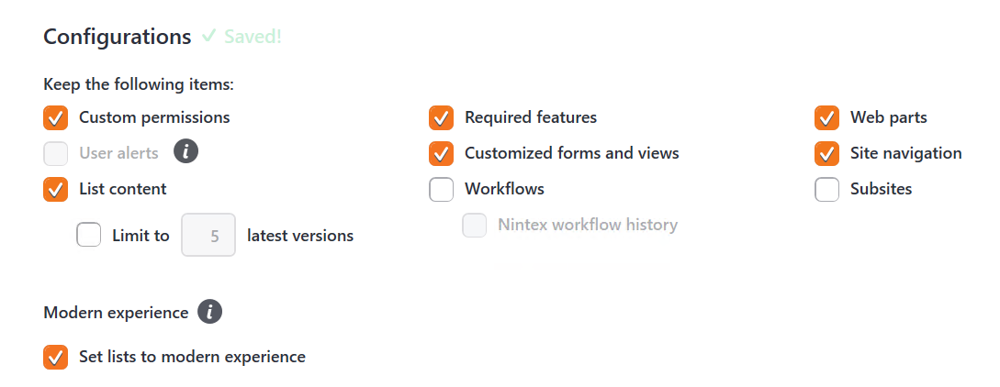 Configurations ✓ Saved!
Keep the following items:
Custom permissions
Required features
Web parts
User alerts
Customized forms and views
Site navigation
List content
Workflows
Subsites
Nintex workflow history
Limit to 5 latest versions
Modern experience
Set lists to modern experience